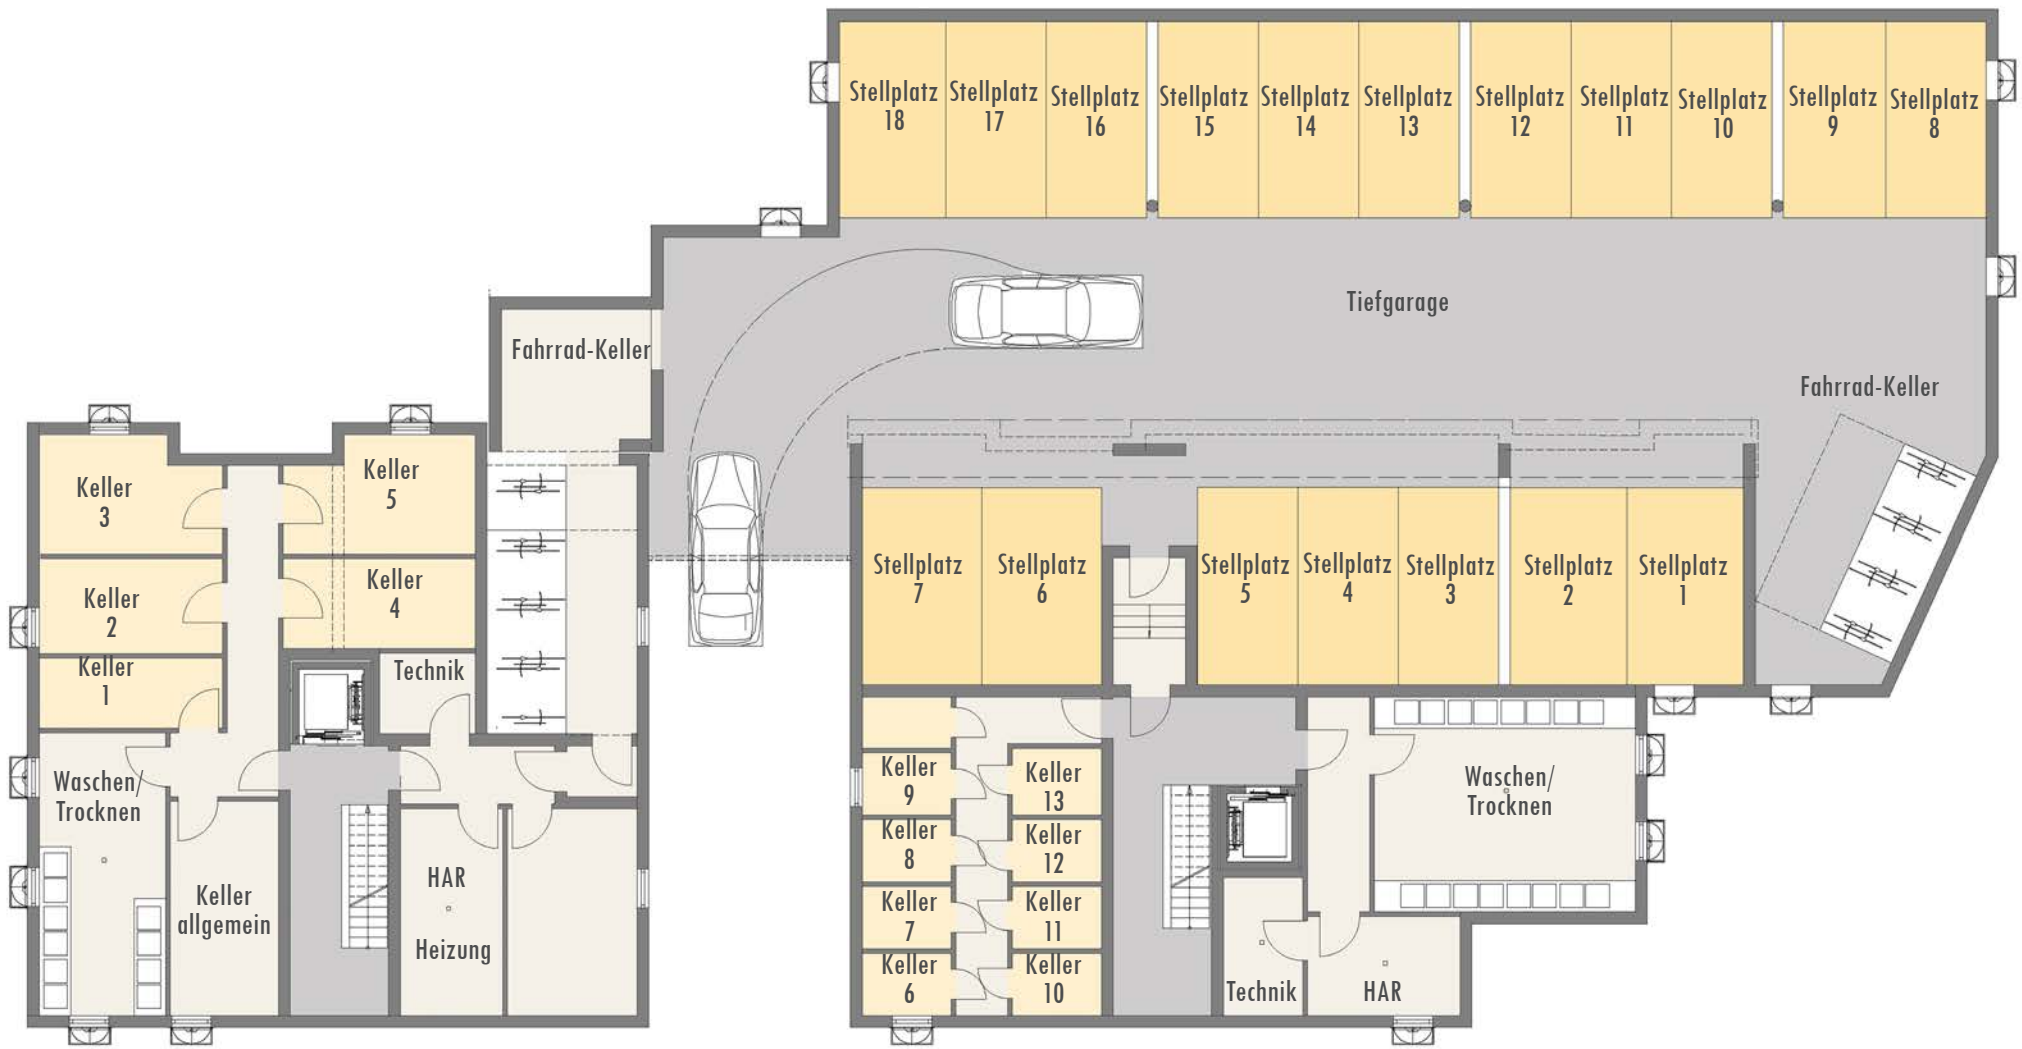 Stellplatz
18
Stellplatz
17
Stellplatz
16
Stellplatz
15
Stellplatz
14
Stellplatz
13
Stellplatz
12
Stellplatz
11
Stellplatz
10
Stellplatz
9
Stellplatz
8
Tiefgarage
Fahrrad-Keller
Fahrrad-Keller
Keller
3
Keller
5
Keller
2
Keller
4
Keller
1
Technik
Stellplatz
7
Stellplatz
6
Stellplatz
5
Stellplatz
4
Stellplatz
3
Stellplatz
2
Stellplatz
1
Waschen/
Trocknen
Keller
allgemein
HAR
Heizung
Keller
9
Keller
13
Keller
8
Keller
12
Keller
7
Keller
11
Keller
6
Keller
10
Waschen/
Trocknen
Technik
HAR